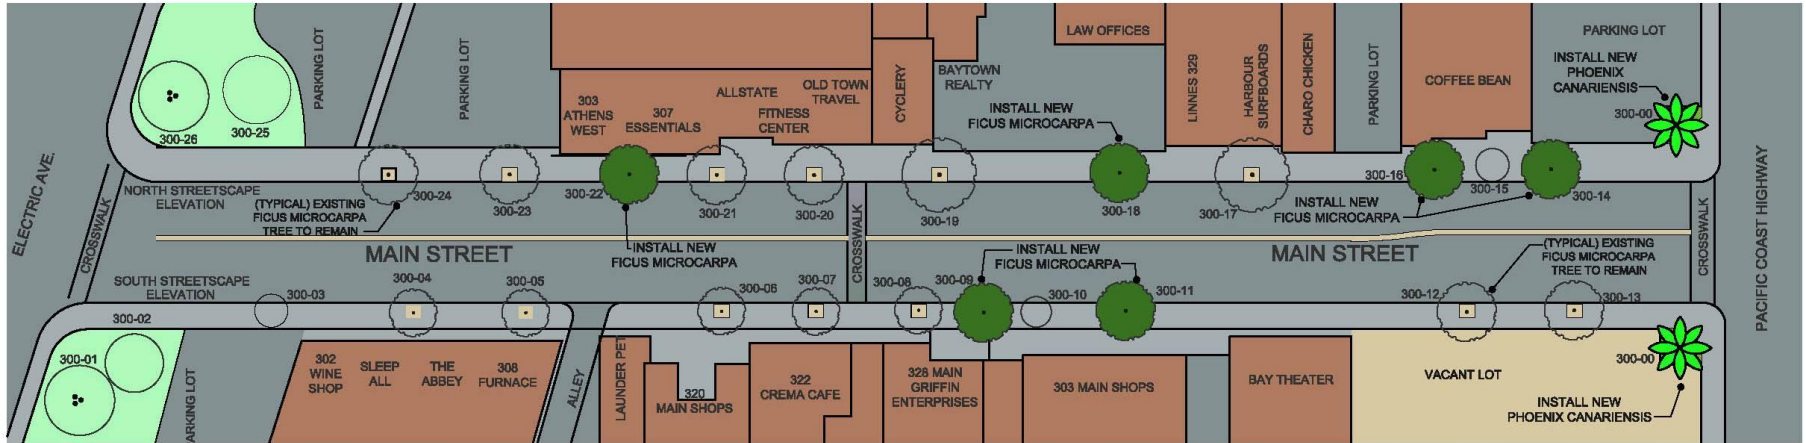 PARKING LOT
PARKING LOT
300-26
300-25
303
ATHENS
WEST
307
ESSENTIALS
ALLSTATE
FITNESS
CENTER
OLD TOWN
TRAVEL
CYCLERY
BAYTOWN
REALTY
LAW OFFICES
LINNES 329
HARBOUR
SURFBOARDS
CHARO CHICKEN
PARKING LOT
COFFEE BEAN
PARKING LOT
INSTALL NEW
PHOENIX
CANARIENSIS
300-00
INSTALL NEW
FICUS MICROCARPA
ELECTRIC AVE.
CROSSWALK
NORTH STREETSCAPE
ELEVATION
300-24
300-23
300-22
300-21
300-20
300-19
300-18
300-17
300-16
300-15
300-14
(TYPICAL) EXISTING
FICUS MICROCARPA
TREE TO REMAIN
INSTALL NEW
FICUS MICROCARPA
CROSSWALK
INSTALL NEW
FICUS MICROCARPA
CROSSWALK
PACIFIC COAST HIGHWAY
MAIN STREET
MAIN STREET
INSTALL NEW
FICUS MICROCARPA
(TYPICAL) EXISTING
FICUS MICROCARPA
TREE TO REMAIN
SOUTH STREETSCAPE
ELEVATION
300-02
300-03
300-04
300-05
300-06
300-07
300-08
300-09
300-10
300-11
300-12
300-13
300-01
PARKING LOT
302
WINE
SHOP
SLEEP
ALL
THE
ABBEY
308
FURNACE
ALLEY
LAUNDER PET
320
MAIN SHOPS
322
CREMA CAFE
328 MAIN
GRIFFIN
ENTERPRISES
303 MAIN SHOPS
BAY THEATER
VACANT LOT
300-00
INSTALL NEW
PHOENIX CANARIENSIS